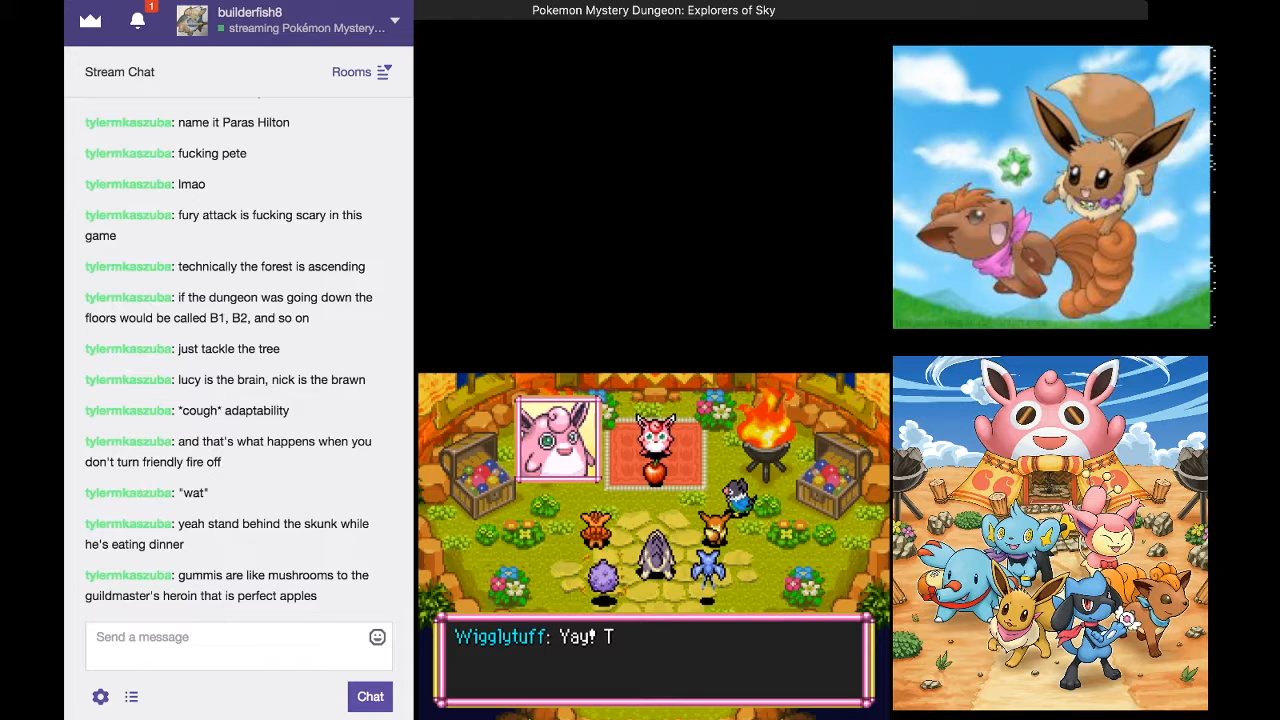 Pokemon Mystery Dungeon: Explorers of Sky
1
builderfish8
streaming Pokémon Mystery...
Stream Chat
Rooms
tylermkaszuba: name it Paras Hilton
tylermkaszuba: fucking pete
tylermkaszuba: lmao
tylermkaszuba: fury attack is fucking scary in this
game
tylermkaszuba: technically the forest is ascending
tylermkaszuba: if the dungeon was going down the
floors would be called B1, B2, and so on
tylermkaszuba: just tackle the tree
tylermkaszuba: lucy is the brain, nick is the brawn
tylermkaszuba: *cough* adaptability
tylermkaszuba: and that's what happens when you
don't turn friendly fire off
tylermkaszuba: "wat"
tylermkaszuba: yeah stand behind the skunk while
he's eating dinner
tylermkaszuba: gummis are like mushrooms to the
guildmaster's heroin that is perfect apples
Send a message
Chat
Wigglytuff: Yay! T